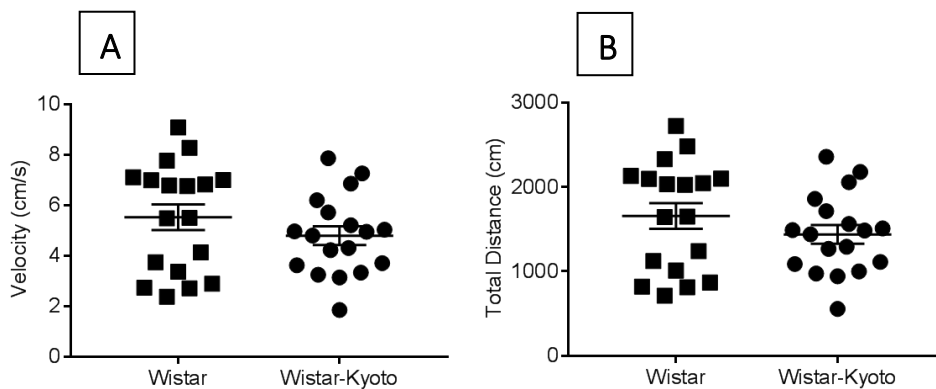 A
Velocity (cm/s)
10
8
6
4
2
0
Wistar
Wistar-Kyoto
B
Total Distance (cm)
3000
2000
1000
0
Wistar
Wistar-Kyoto